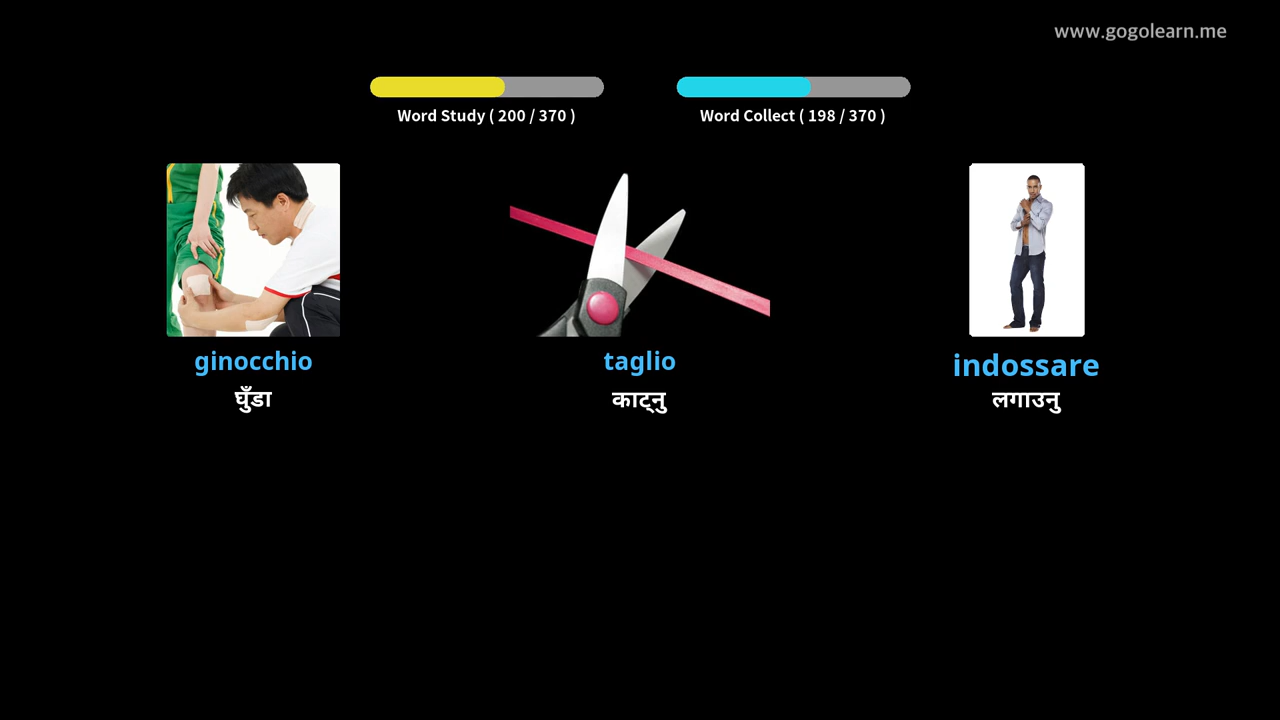 www.gogolearn.me
Word Study ( 200 / 370 )
Word Collect ( 198 / 370 )
ginocchio
taglio
indossare
घुँडा
काट्नु
लगाउनु